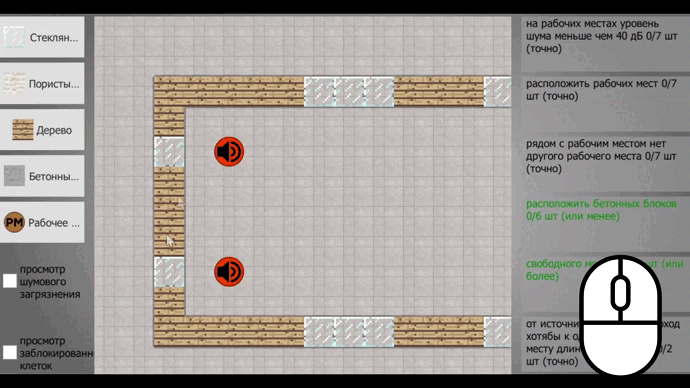 Стеклян...
Пористы...
Дерево
Бетонны...
РМ
Рабочее ...
просмотр
шумового
загрязнения
просмотр
заблокированн
клеток
на рабочих местах уровень
шума меньше чем 40 дБ 0/7 шт
(точно)
расположить рабочих мест 0/7
шт (точно)
рядом с рабочим местом нет
другого рабочего места 0/7 шт
(точно)
расположить бетонных блоков
0/6 шт (или менее)
свободного шт (или
более)
от источни
хотябы к
месту длин /2
шт (точно)